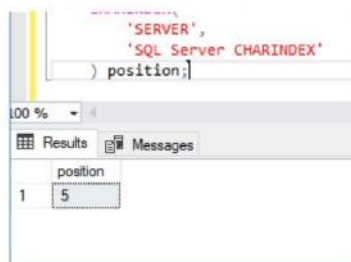 'SERVER',
'SQL Server CHARINDEX'
) position;
100 %
Results Messages
position
1 5